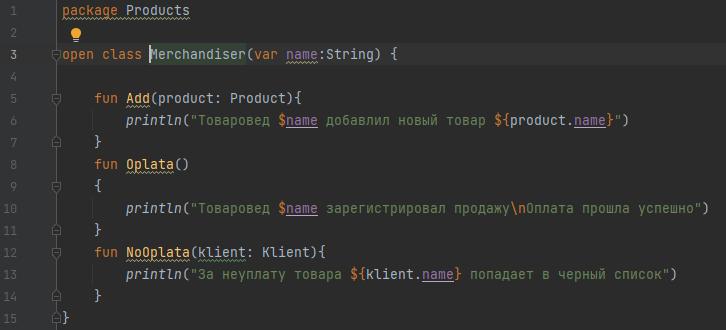 1 package Products
2
3 open class Merchandiser(var name:String) {
4
5 fun Add(product: Product){
6 println("Товаровед $name добавлил новый товар ${product.name}")
7 }
8 fun Oplata()
9 {
10 println("Товаровед $name зарегистрировал продажу\nОплата прошла успешно")
11 }
12 fun NoOplata(klient: Klient){
13 println("За неуплату товара ${klient.name} попадает в черный список")
14 }
15 }